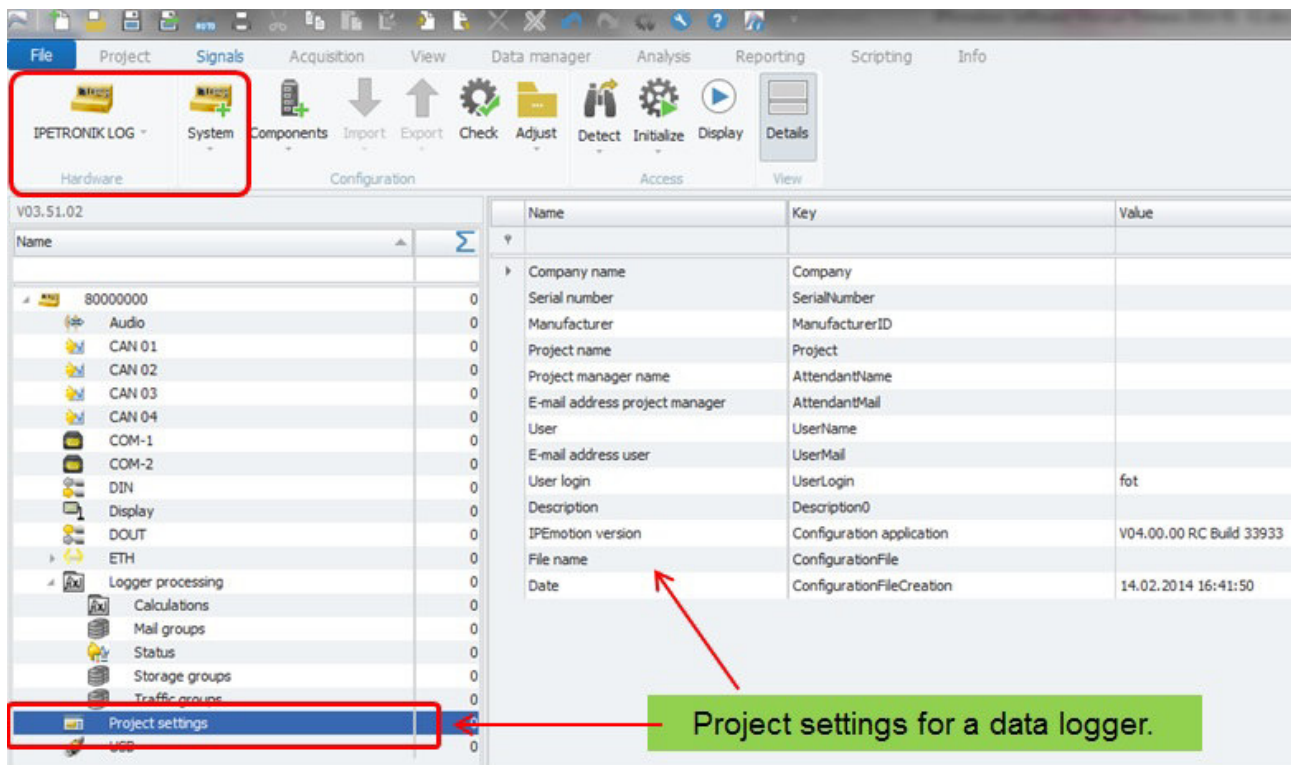 AUTO
File Project Signals Acquisition View Data manager Analysis Reporting Scripting Info
IPETRONIK LOG System Components Import Export Check Adjust Detect Initialize Display Details
Hardware Configuration Access View
V03.51.02
Name Key Value
Name Σ
Company name Company
80000000 0 Serial number SerialNumber
Audio 0 Manufacturer ManufacturerID
CAN 01 0 Project name Project
CAN 02 0 Project manager name AttendantName
CAN 03 0 E-mail address project manager AttendantMail
CAN 04 0 User UserName
COM-1 0 E-mail address user UserMail
COM-2 0 User login UserLogin fot
DIN 0 Description Description0
Display 0 IPEmotion version Configuration application V04.00.00 RC Build 33933
DOUT 0
ETH 0 File name ConfigurationFile
Logger processing 0 Date ConfigurationFileCreation 14.02.2014 16:41:50
Calculations 0
Mail groups 0
Status 0
Storage groups 0
Traffic groups 0
Project settings
USB 0
Project settings for a data logger.